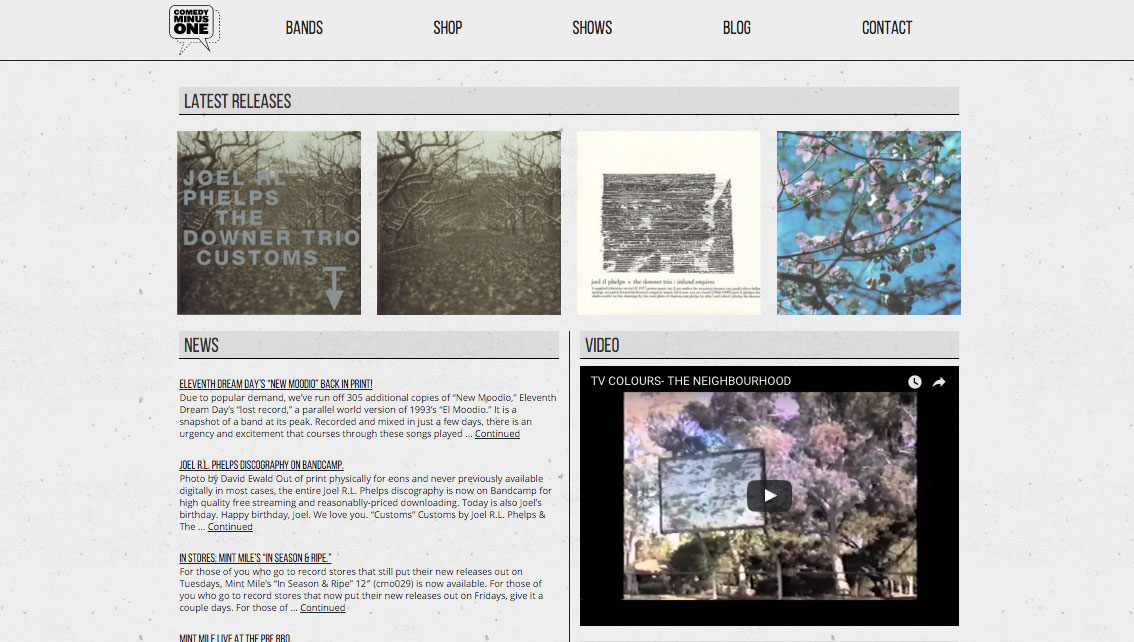 COMEDY
MINUS
ONE
BANDS
SHOP
SHOWS
BLOG
CONTACT
LATEST RELEASES
JOEL RL
PHELPS
THE
DOWNER TRIO
CUSTOMS
joel rl phelps & the downer trio : inland empires
NEWS
ELEVENTH DREAM DAY'S “NEW MOODIO” BACK IN PRINT!
Due to popular demand, we’ve run off 305 additional copies of “New Moodio,” Eleventh
Dream Day’s “lost record,” a parallel world version of 1993’s “El Moodio.” It is a
snapshot of a band at its peak. Recorded and mixed in just a few days, there is an
urgency and excitement that courses through these songs played ... Continued
JOEL R.L. PHELPS DISCOGRAPHY ON BANDCAMP.
Photo by David Ewald Out of print physically for eons and never previously available
digitally in most cases, the entire Joel R.L. Phelps discography is now on Bandcamp for
high quality free streaming and reasonablly-priced downloading. Today is also Joel’s
birthday. Happy birthday, Joel. We love you. “Customs” Customs by Joel R.L. Phelps &
The ... Continued
IN STORES: MINT MILE'S “IN SEASON & RIPE.”
For those of you who go to record stores that still put their new releases out on
Tuesdays, Mint Mile’s “In Season & Ripe” 12″ (cmo029) is now available. For those of
you who go to record stores that now put their new releases out on Fridays, give it a
couple days. For those of ... Continued
MINT MILE LIVE AT THE PRF BBQ.
VIDEO
TV COLOURS- THE NEIGHBOURHOOD